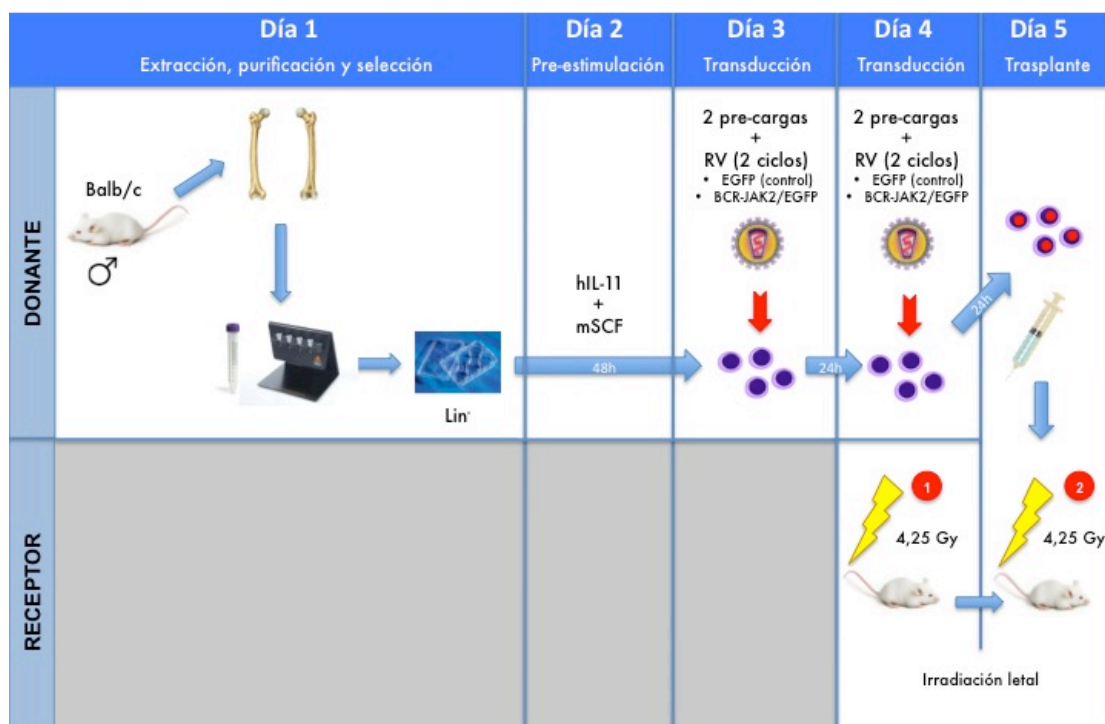 Día 1
Extracción, purificación y selección
Día 2
Pre-estimulación
Día 3
Transducción
Día 4
Transducción
Día 5
Trasplante
DONANTE
Balb/c
♂
Lin-
hIL-11
+
mSCF
48h
2 pre-cargas
+
RV (2 ciclos)
• EGFP (control)
• BCR-JAK2/EGFP
24h
2 pre-cargas
+
RV (2 ciclos)
• EGFP (control)
• BCR-JAK2/EGFP
24h
RECEPTOR
1
4,25 Gy
2
4,25 Gy
Irradiación letal